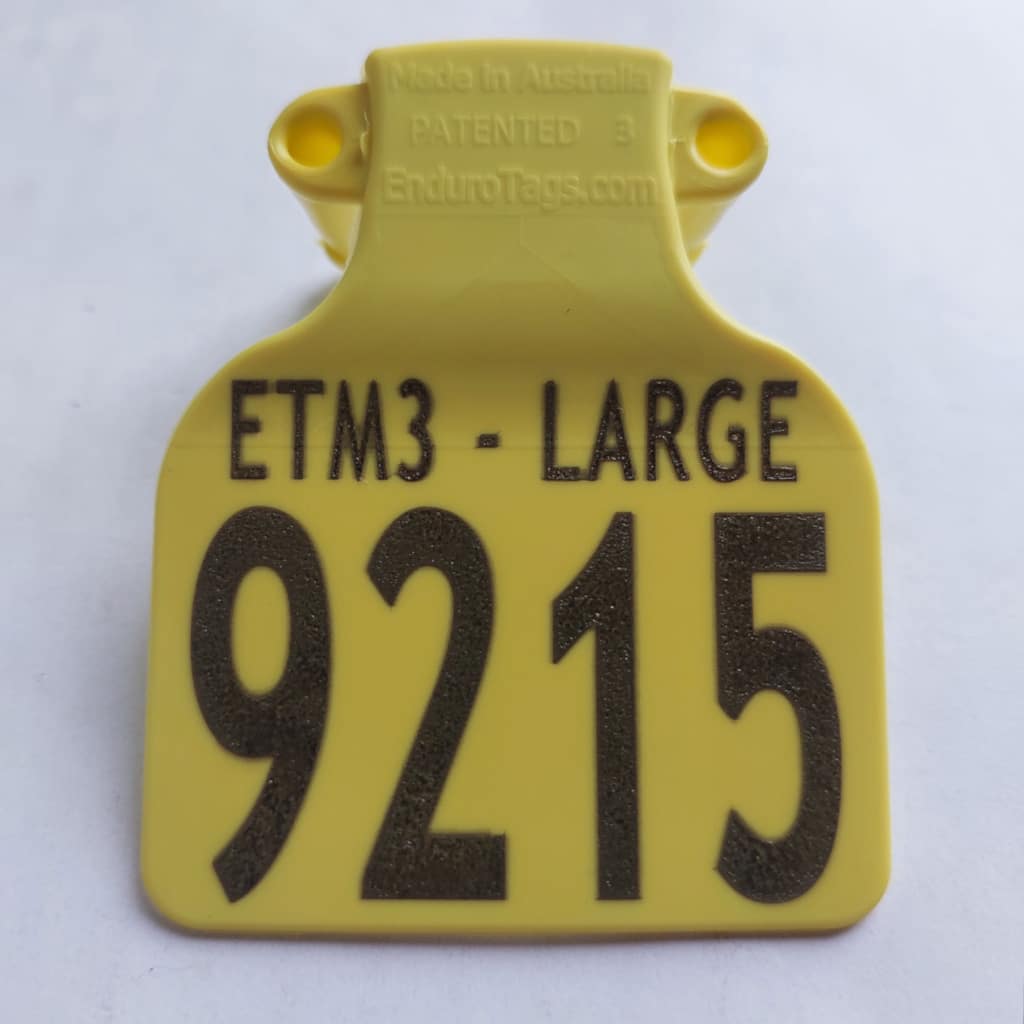 Made in Australia
PATENTED 3
EnduroTags.com
ETM3 - LARGE
9215